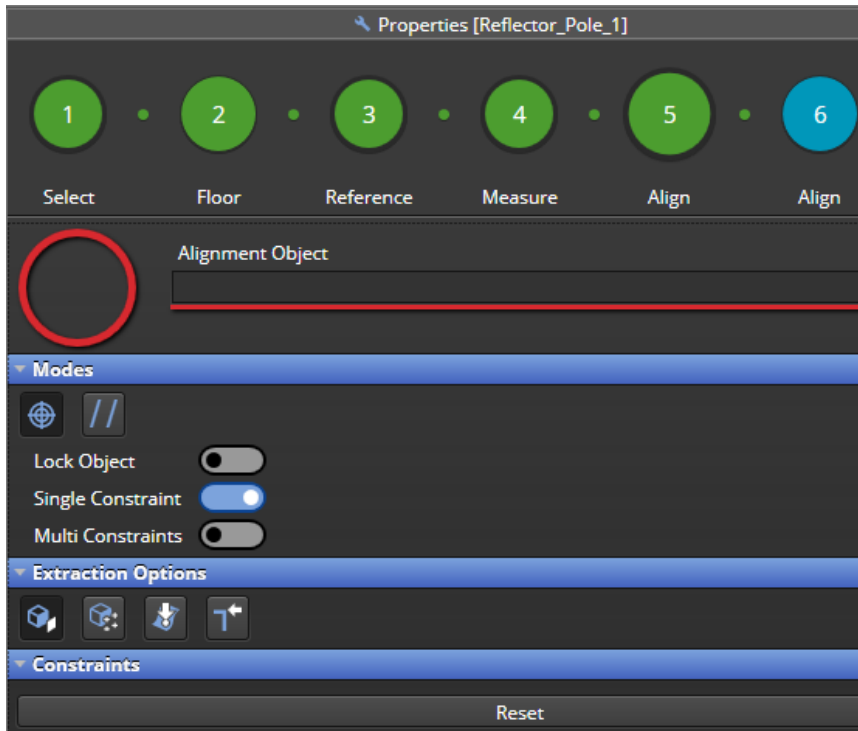 Properties [Reflector_Pole_1]
1 2 3 4 5 6
Select Floor Reference Measure Align Align
Alignment Object
Modes
Lock Object
Single Constraint
Multi Constraints
Extraction Options
Constraints
Reset